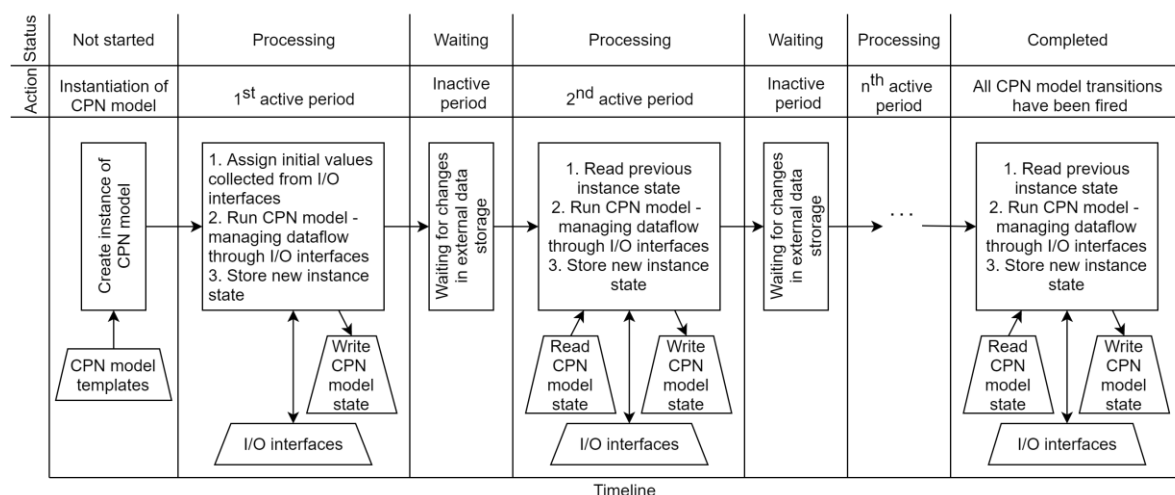 Status
Not started
Processing
Waiting
Processing
Waiting
Processing
Completed
Action
Instantiation of
CPN model
1st active period
Inactive
period
2nd active period
Inactive
period
nth active
period
All CPN model transitions
have been fired
Create instance of
CPN model
1. Assign initial values
collected from I/O
interfaces
2. Run CPN model -
managing dataflow
through I/O interfaces
3. Store new instance
state
Waiting for changes
in external data
storage
1. Read previous
instance state
2. Run CPN model -
managing dataflow
through I/O interfaces
3. Store new instance
state
Waiting for changes
in external data
strorage
. . .
1. Read previous
instance state
2. Run CPN model -
managing dataflow
through I/O interfaces
3. Store new instance
state
CPN model
templates
Write
CPN
model
state
I/O interfaces
Read
CPN
model
state
Write
CPN
model
state
I/O interfaces
Read
CPN
model
state
Write
CPN
model
state
I/O interfaces
Timeline